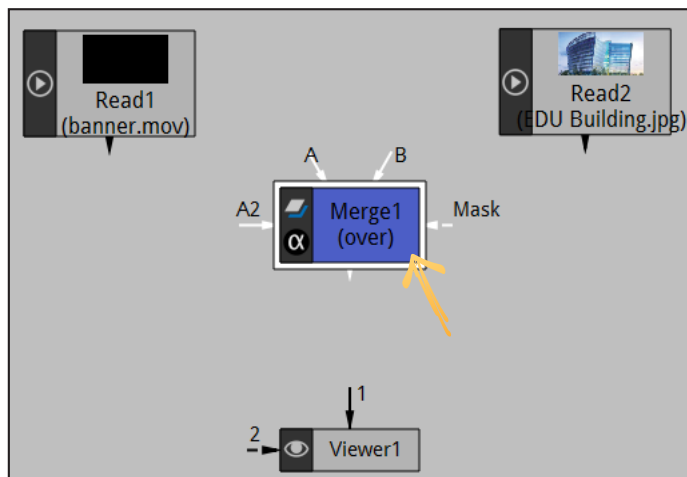 Read1
(banner.mov)
Read2
(EDU Building.jpg)
A
B
A2
α
Merge1
(over)
Mask
1
2
Viewer1